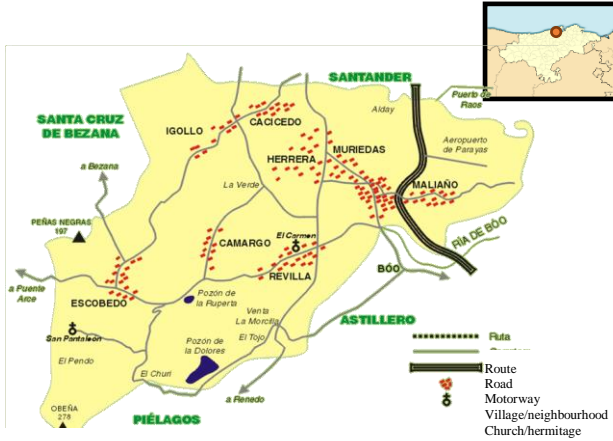 SANTANDER
Puerto de
Raos
SANTA CRUZ
DE BEZANA
Alday
CACICEDO
IGOLLO
Aeropuerto
de Parayas
MURIEDAS
HERRERA
a Bezana
La Verde
MALIAÑO
PEÑAS NEGRAS
197
El Carmen
CAMARGO
RÍA DE BÓO
REVILLA
BÓO
a Puente
Arce
ESCOBEDO
Pozón de
la Ruperta
Venta
La Morcilla
ASTILLERO
San Pantaleón
Pozón de
la Dolores
El Tojo
El Pendo
El Churi
a Renedo
OBEÑA
278
PIÉLAGOS
Ruta
Route
Road
Motorway
Village/neighbourhood
Church/hermitage